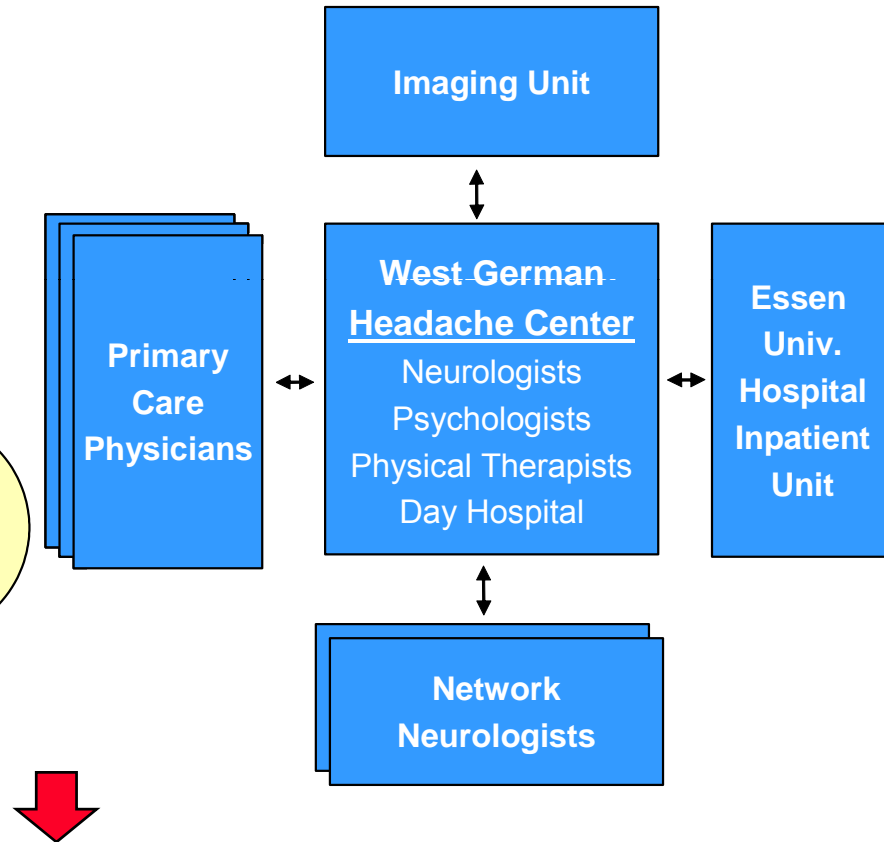 Imaging Unit
West German
Headache Center
Neurologists
Psychologists
Physical Therapists
Day Hospital
Primary
Care
Physicians
Essen
Univ.
Hospital
Inpatient
Unit
Network
Neurologists